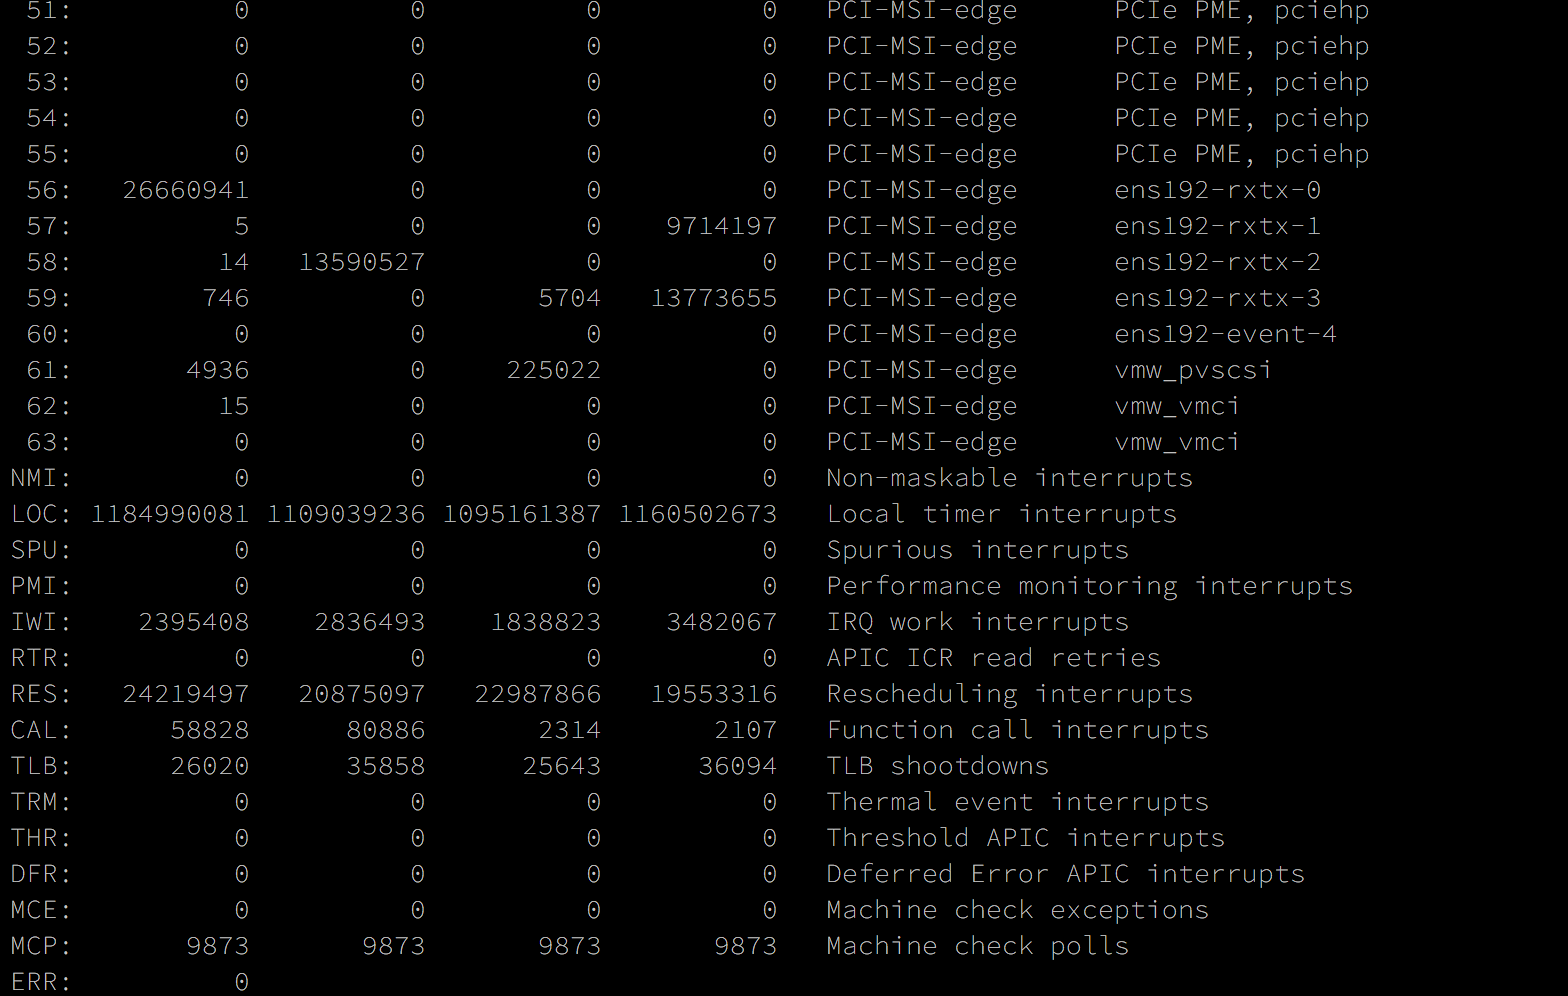 51: 0 0 0 0 PCI-MSI-edge PCIe PME, pciehp
52: 0 0 0 0 PCI-MSI-edge PCIe PME, pciehp
53: 0 0 0 0 PCI-MSI-edge PCIe PME, pciehp
54: 0 0 0 0 PCI-MSI-edge PCIe PME, pciehp
55: 0 0 0 0 PCI-MSI-edge PCIe PME, pciehp
56: 26660941 0 0 0 PCI-MSI-edge ens192-rxtx-0
57: 5 0 0 9714197 PCI-MSI-edge ens192-rxtx-1
58: 14 13590527 0 0 PCI-MSI-edge ens192-rxtx-2
59: 746 0 5704 13773655 PCI-MSI-edge ens192-rxtx-3
60: 0 0 0 0 PCI-MSI-edge ens192-event-4
61: 4936 0 225022 0 PCI-MSI-edge vmw_pvscsi
62: 15 0 0 0 PCI-MSI-edge vmw_vmci
63: 0 0 0 0 PCI-MSI-edge vmw_vmci
NMI: 0 0 0 0 Non-maskable interrupts
LOC: 1184990081 1109039236 1095161387 1160502673 Local timer interrupts
SPU: 0 0 0 0 Spurious interrupts
PMI: 0 0 0 0 Performance monitoring interrupts
IWI: 2395408 2836493 1838823 3482067 IRQ work interrupts
RTR: 0 0 0 0 APIC ICR read retries
RES: 24219497 20875097 22987866 19553316 Rescheduling interrupts
CAL: 58828 80886 2314 2107 Function call interrupts
TLB: 26020 35858 25643 36094 TLB shootdowns
TRM: 0 0 0 0 Thermal event interrupts
THR: 0 0 0 0 Threshold APIC interrupts
DFR: 0 0 0 0 Deferred Error APIC interrupts
MCE: 0 0 0 0 Machine check exceptions
MCP: 9873 9873 9873 9873 Machine check polls
ERR: 0